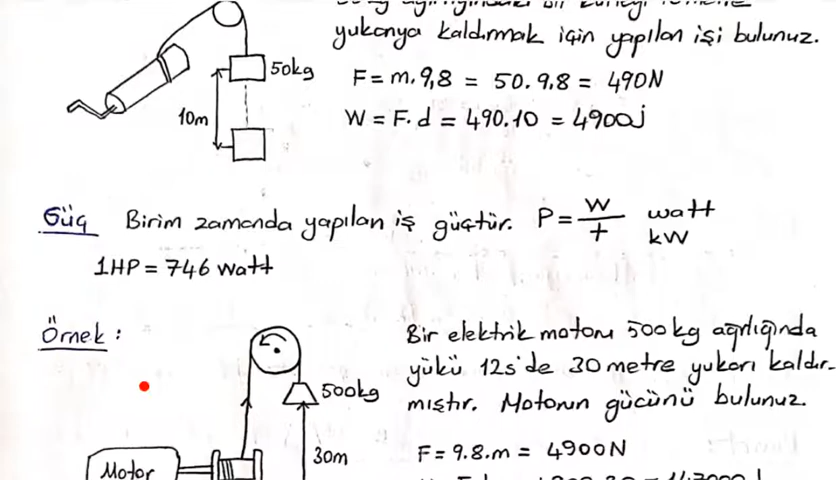 yukarıya kaldırmak için yapılan işi bulunuz.
50kg
F = m.9,8 = 50.9.8 = 490N
10m
W = F.d = 490.10 = 4900J
Güç Birim zamanda yapılan iş güçtür. P = W/t watt kW
1HP = 746 watt
Örnek :
Bir elektrik motoru 500kg ağırlığında
yükü 12s'de 30 metre yukarı kaldır-
mıştır. Motorun gücünü bulunuz.
500kg
F = 9.8.m = 4900N
30m
Motor